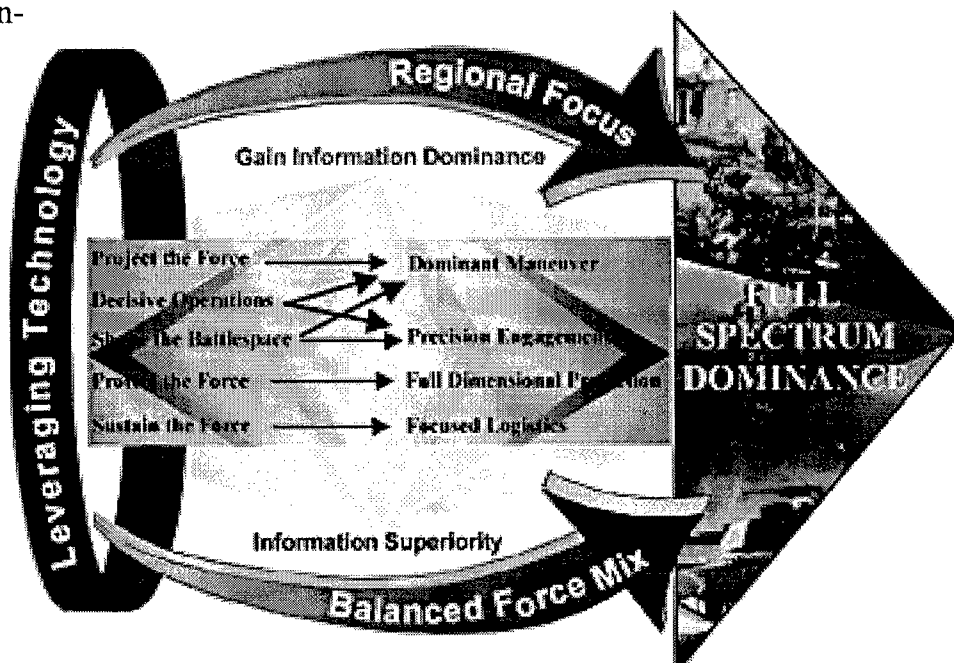 n-
Regional Focus
Leveraging Technology
Gain Information Dominance
Project the Force
Dominant Maneuver
Decisive Operations
Shape the Battlespace
Precision Engagement
Protect the Force
Full Dimensional Protection
Sustain the Force
Focused Logistics
FULL
SPECTRUM
DOMINANCE
Information Superiority
Balanced Force Mix